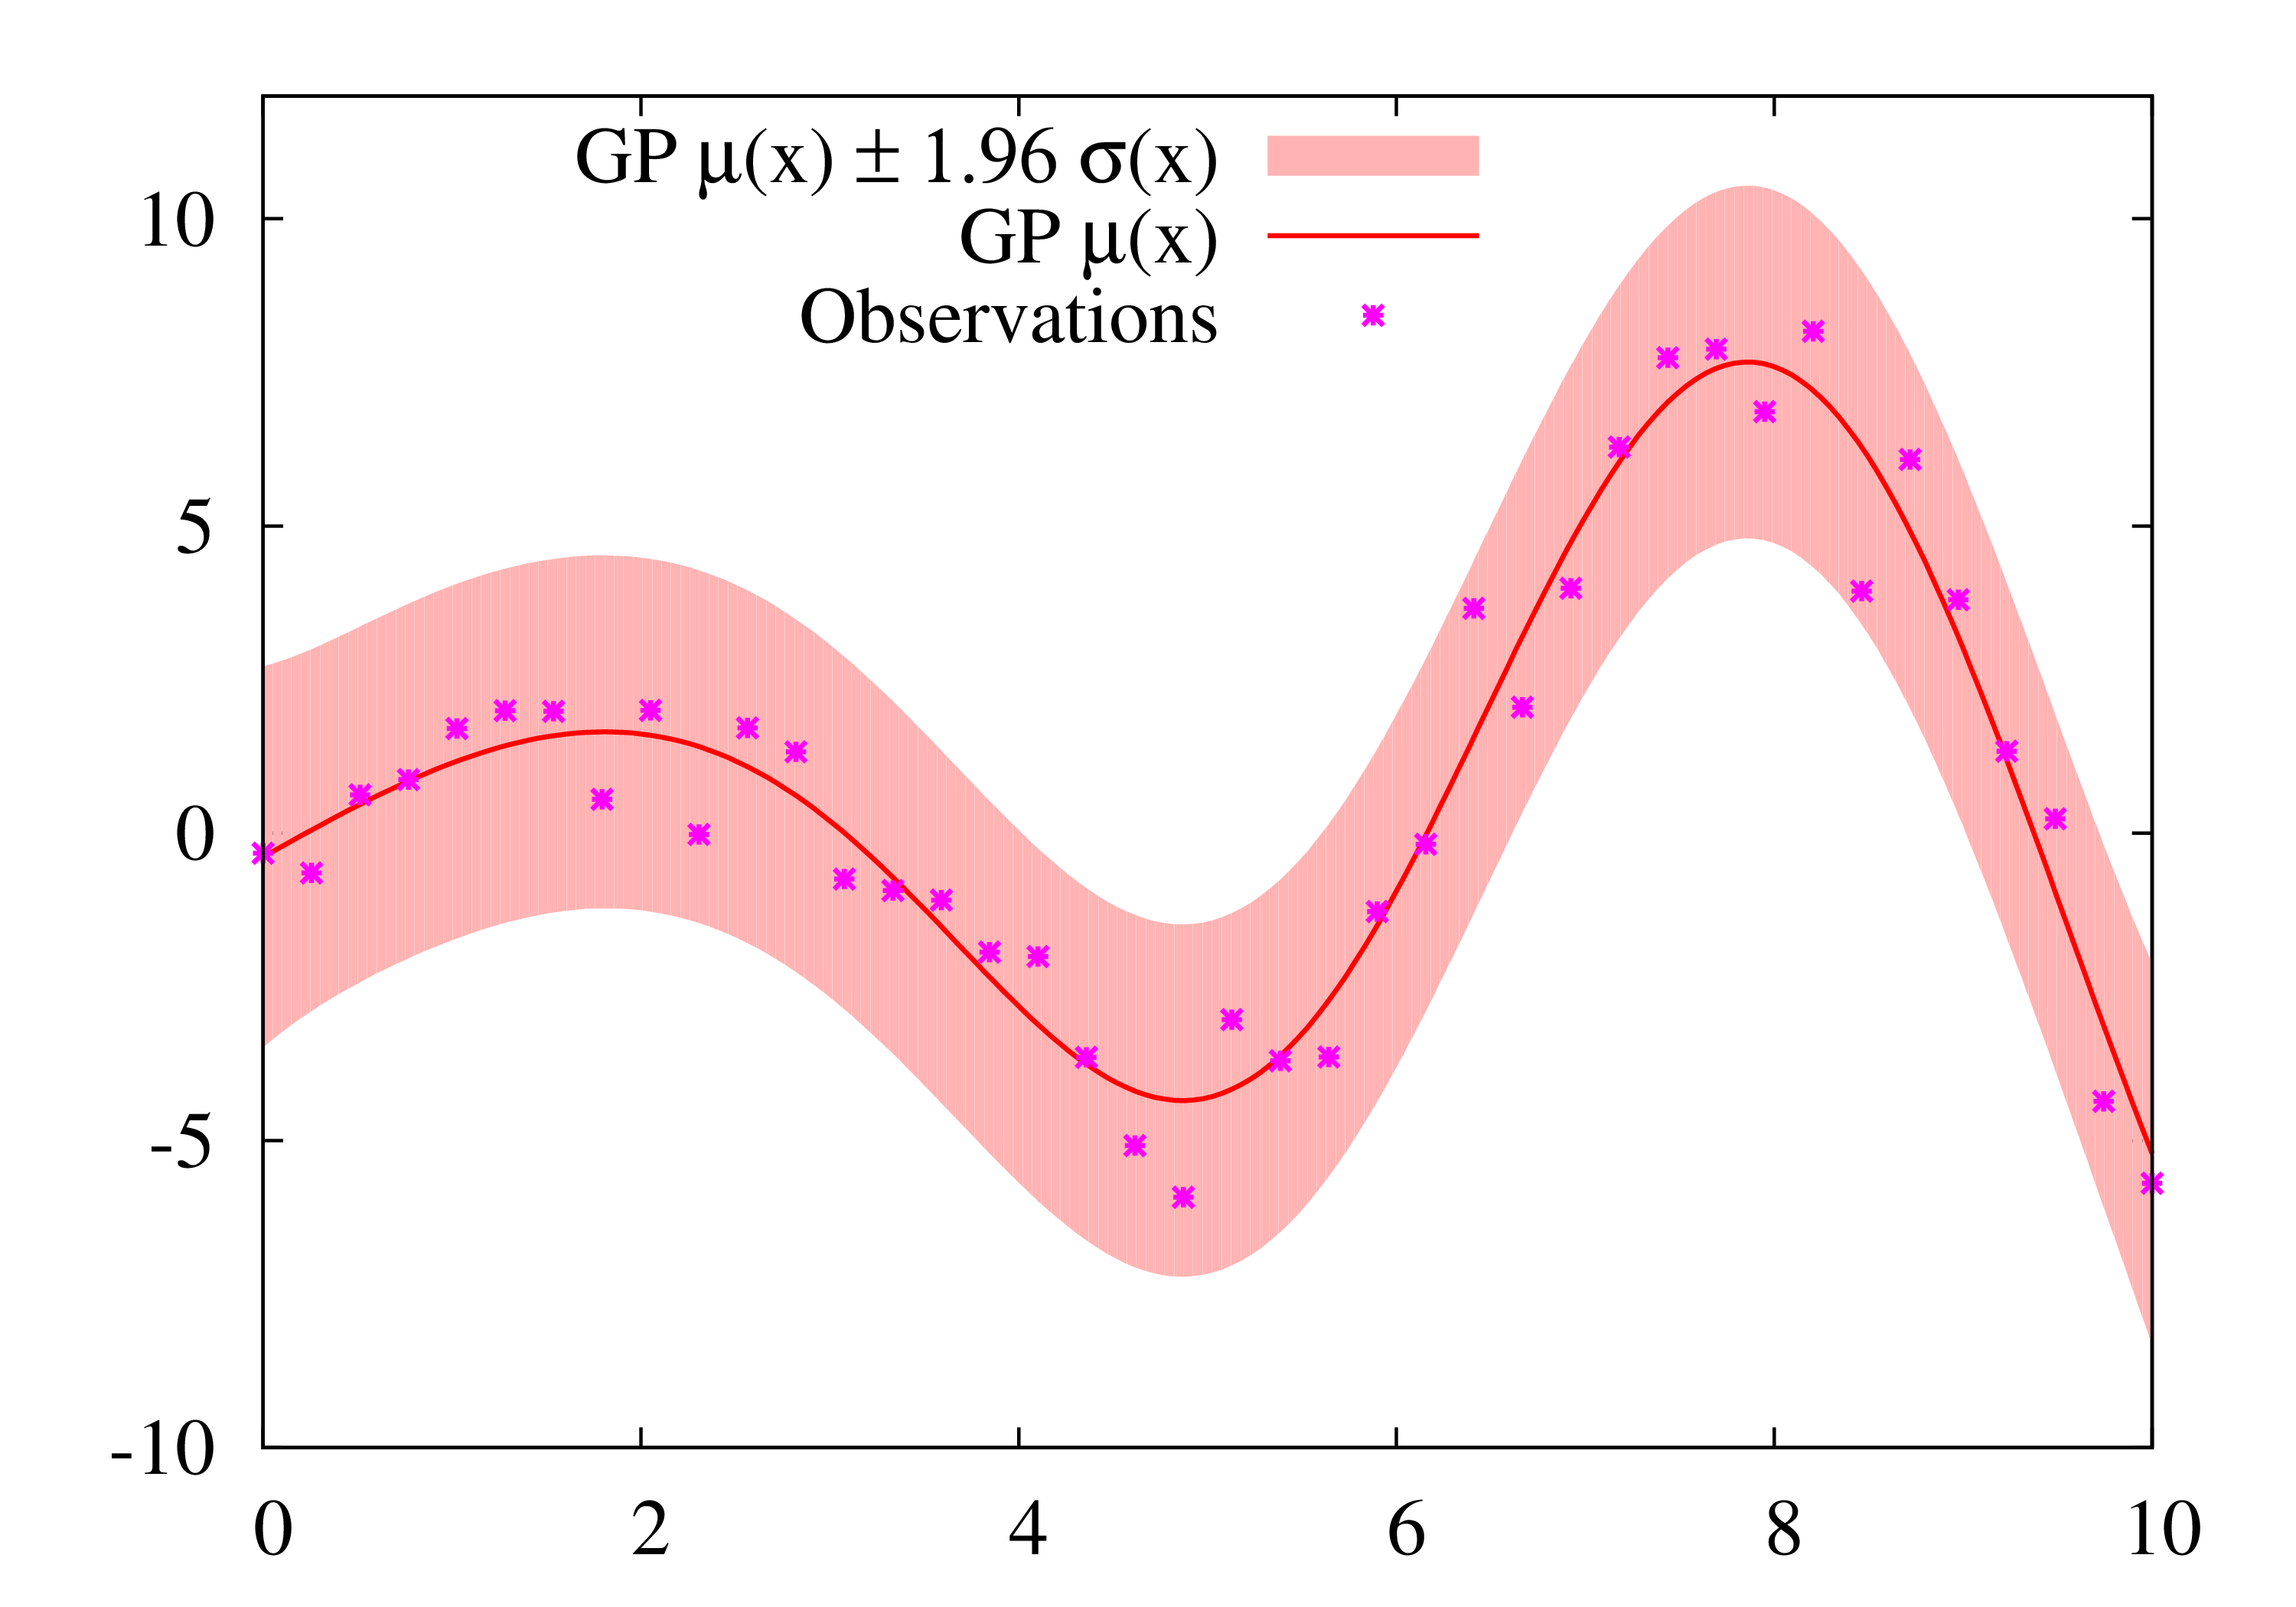 GP μ(x) ± 1.96 σ(x)
GP μ(x)
Observations
10
5
0
-5
-10
0 2 4 6 8 10